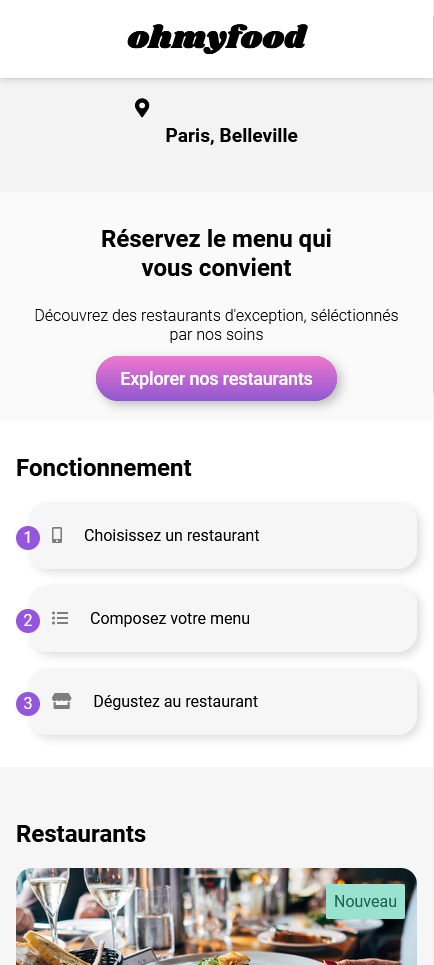 ohmyfood
Paris, Belleville
Réservez le menu qui
vous convient
Découvrez des restaurants d'exception, séléctionnés
par nos soins
Explorer nos restaurants
Fonctionnement
1 Choisissez un restaurant
2 Composez votre menu
3 Dégustez au restaurant
Restaurants
Nouveau